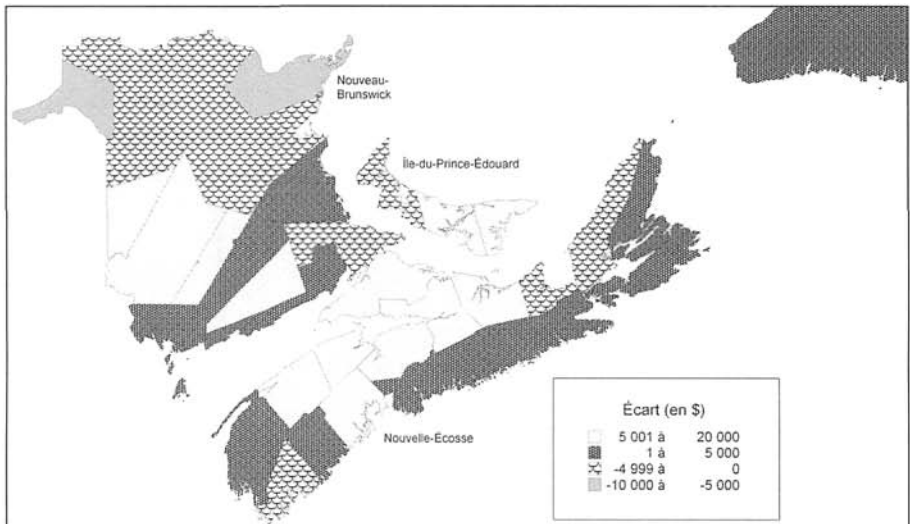 Nouveau-
Brunswick
Île-du-Prince-Édouard
Nouvelle-Écosse
Écart (en $)
5 001 à 20 000
1 à 5 000
-4 999 à 0
-10 000 à -5 000